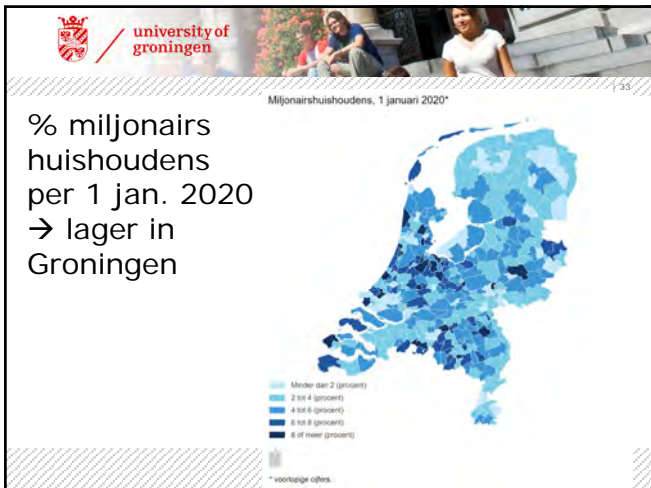 university of
groningen
| 33
Miljonairshuishoudens, 1 januari 2020*
% miljonairs
huishoudens
per 1 jan. 2020
→ lager in
Groningen
Minder dan 2 (procent)
2 tot 4 (procent)
4 tot 6 (procent)
6 tot 8 (procent)
8 of meer (procent)
* voorlopige cijfers.